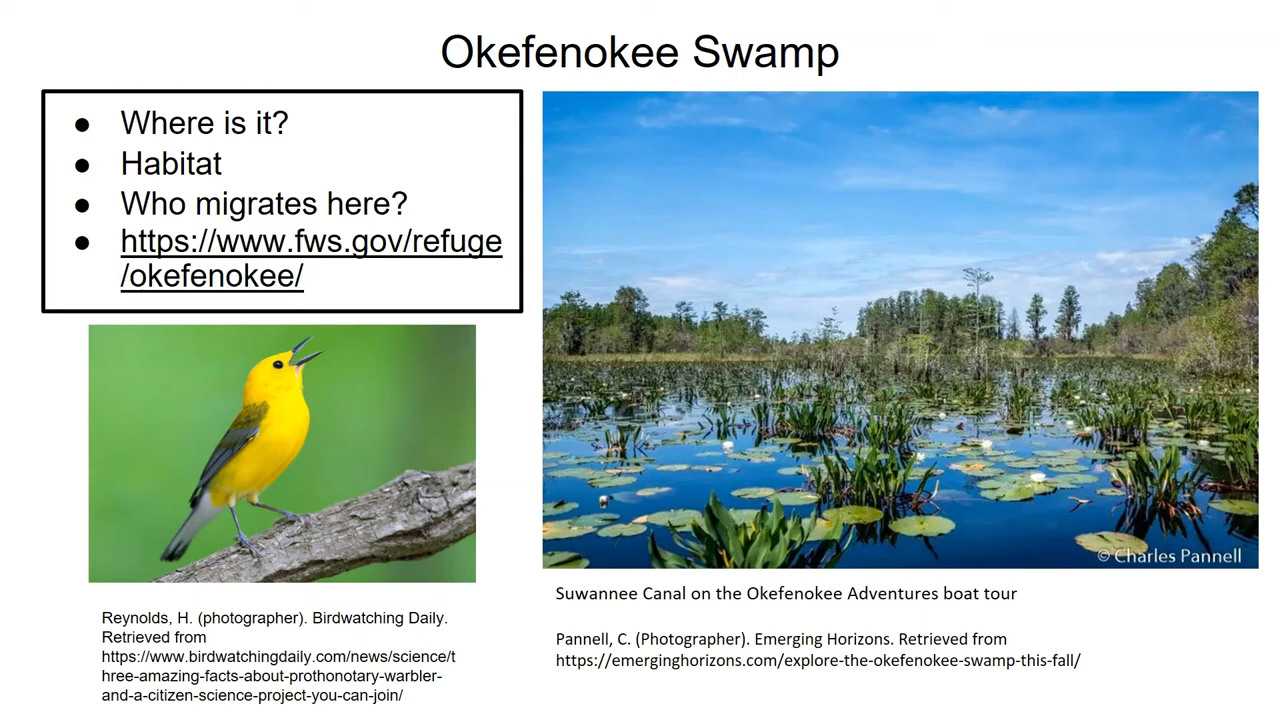 Okefenokee Swamp
● Where is it?
● Habitat
● Who migrates here?
● https://www.fws.gov/refuge
/okefenokee/
© Charles Pannell
Reynolds, H. (photographer). Birdwatching Daily.
Retrieved from
https://www.birdwatchingdaily.com/news/science/t
hree-amazing-facts-about-prothonotary-warbler-
and-a-citizen-science-project-you-can-join/
Suwannee Canal on the Okefenokee Adventures boat tour
Pannell, C. (Photographer). Emerging Horizons. Retrieved from
https://emerginghorizons.com/explore-the-okefenokee-swamp-this-fall/